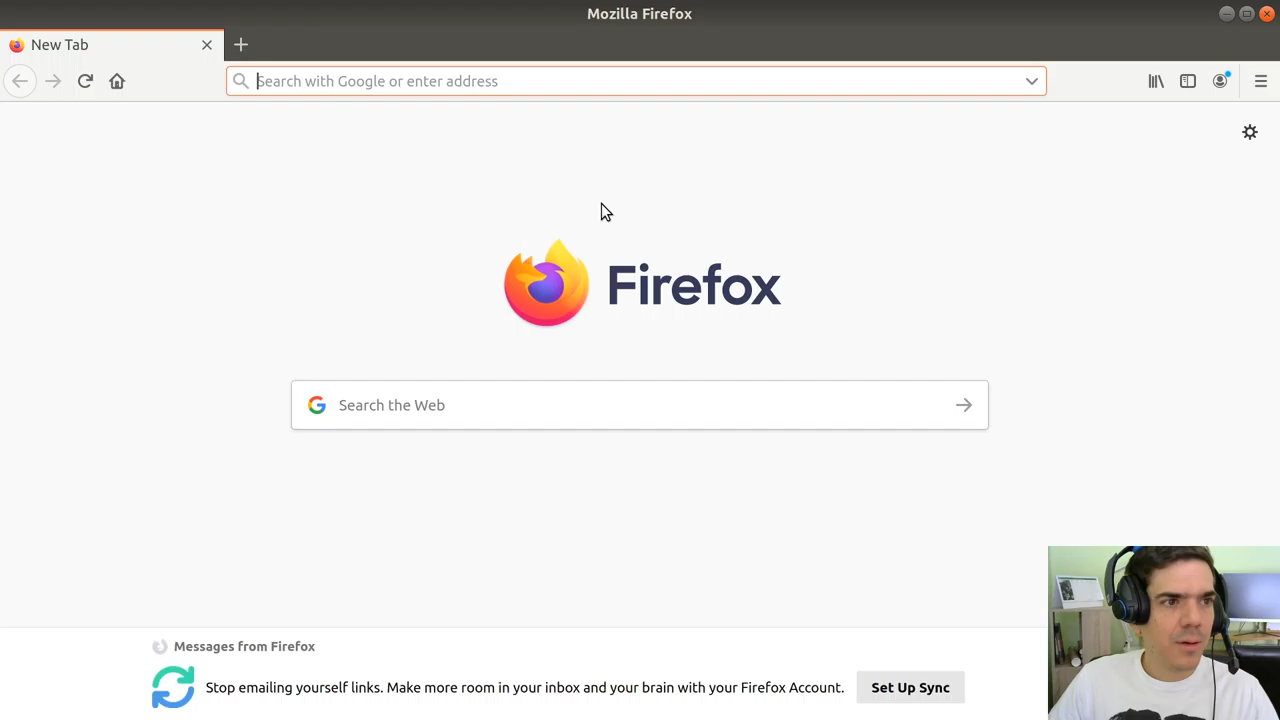 Mozilla Firefox
New Tab
Search with Google or enter address
Firefox
Search the Web
Messages from Firefox
Stop emailing yourself links. Make more room in your inbox and your brain with your Firefox Account.
Set Up Sync